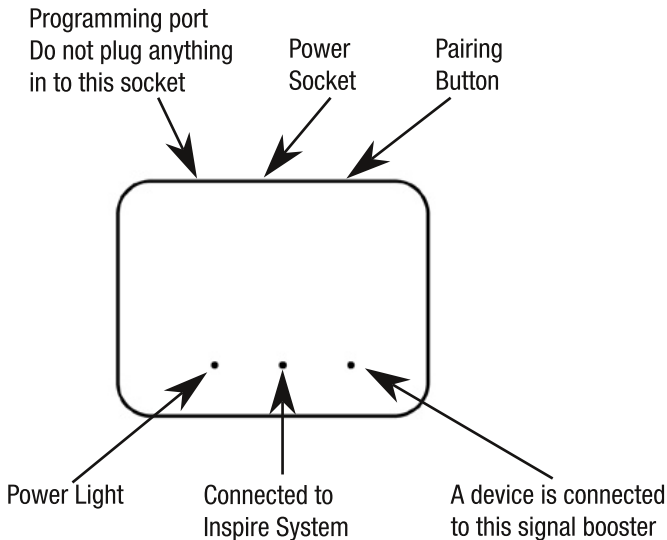 Programming port
Do not plug anything
in to this socket
Power
Socket
Pairing
Button
Power Light
Connected to
Inspire System
A device is connected
to this signal booster